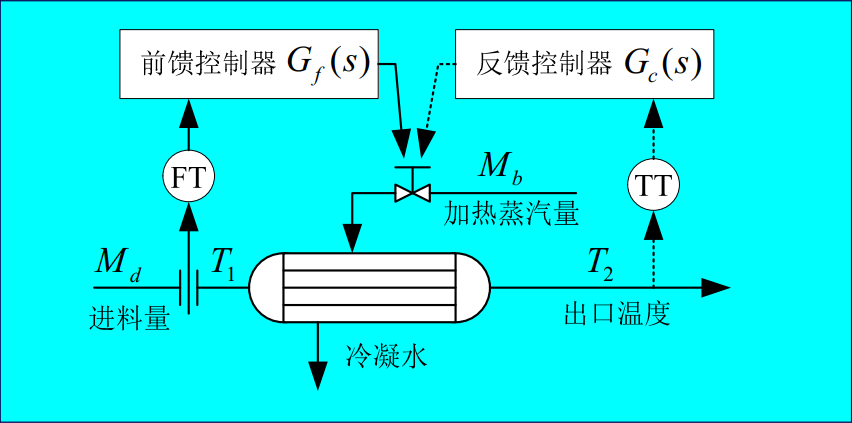 前馈控制器 G_f(s)
反馈控制器 G_c(s)
FT
TT
M_b
加热蒸汽量
M_d
T_1
T_2
进料量
出口温度
冷凝水